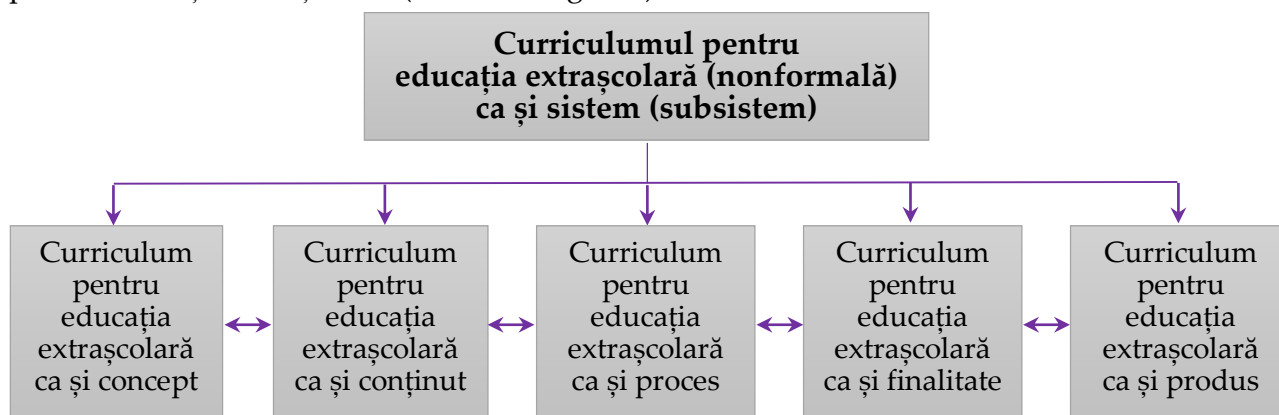 Curriculumul pentru
educația extrașcolară (nonformală)
ca și sistem (subsistem)
Curriculum
pentru
educația
extrașcolară
ca și concept
Curriculum
pentru
educația
extrașcolară
ca și conținut
Curriculum
pentru
educația
extrașcolară
ca și proces
Curriculum
pentru
educația
extrașcolară
ca și finalitate
Curriculum
pentru
educația
extrașcolară
ca și produs